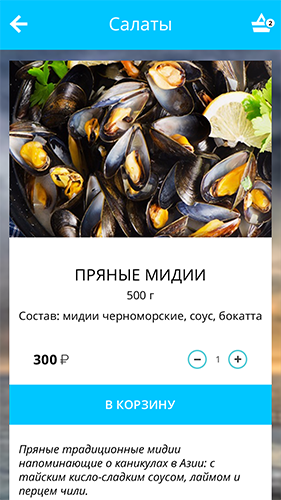 Салаты
2
ПРЯНЫЕ МИДИИ
500 г
Состав: мидии черноморские, соус, бокатта
300 ₽
1
В КОРЗИНУ
Пряные традиционные мидии
напоминающие о каникулах в Азии: с
тайским кисло-сладким соусом, лаймом и
перцем чили.